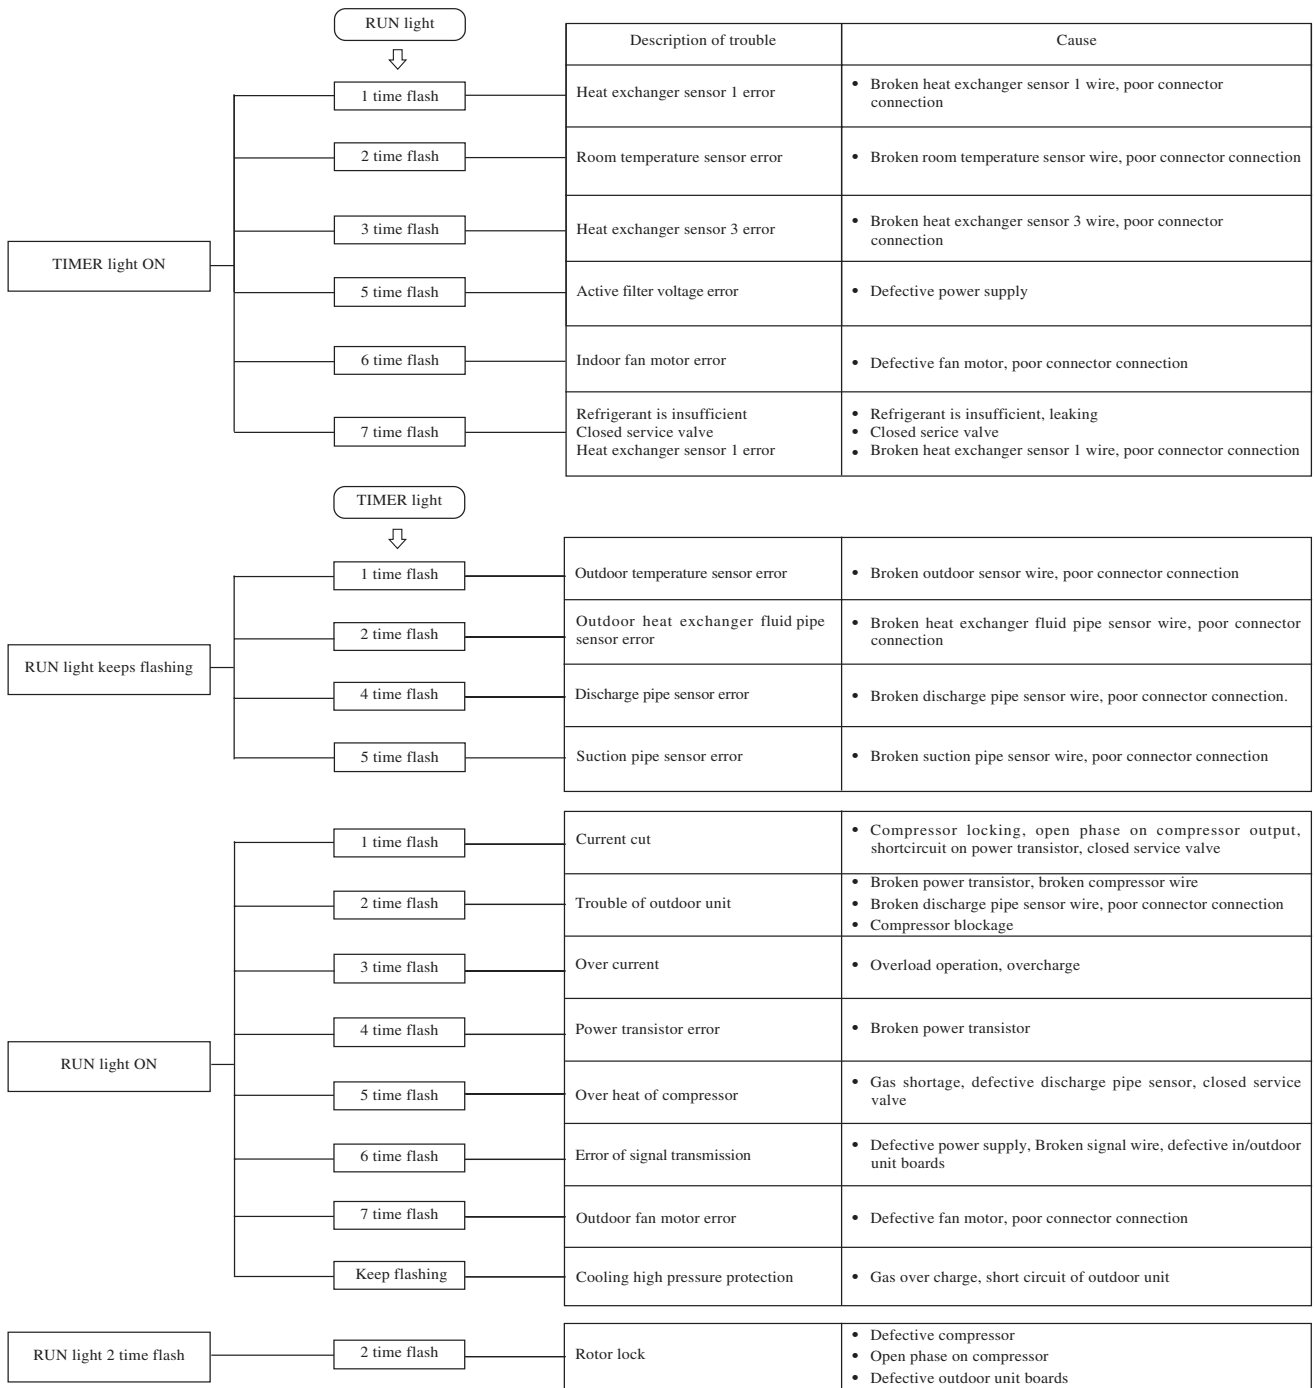 RUN light
Description of trouble
Cause
TIMER light ON
1 time flash
Heat exchanger sensor 1 error
• Broken heat exchanger sensor 1 wire, poor connector
connection
2 time flash
Room temperature sensor error
• Broken room temperature sensor wire, poor connector connection
3 time flash
Heat exchanger sensor 3 error
• Broken heat exchanger sensor 3 wire, poor connector
connection
5 time flash
Active filter voltage error
• Defective power supply
6 time flash
Indoor fan motor error
• Defective fan motor, poor connector connection
7 time flash
Refrigerant is insufficient
Closed service valve
Heat exchanger sensor 1 error
• Refrigerant is insufficient, leaking
• Closed serice valve
• Broken heat exchanger sensor 1 wire, poor connector connection
TIMER light
RUN light keeps flashing
1 time flash
Outdoor temperature sensor error
• Broken outdoor sensor wire, poor connector connection
2 time flash
Outdoor heat exchanger fluid pipe
sensor error
• Broken heat exchanger fluid pipe sensor wire, poor connector
connection
4 time flash
Discharge pipe sensor error
• Broken discharge pipe sensor wire, poor connector connection.
5 time flash
Suction pipe sensor error
• Broken suction pipe sensor wire, poor connector connection
RUN light ON
1 time flash
Current cut
• Compressor locking, open phase on compressor output,
shortcircuit on power transistor, closed service valve
2 time flash
Trouble of outdoor unit
• Broken power transistor, broken compressor wire
• Broken discharge pipe sensor wire, poor connector connection
• Compressor blockage
3 time flash
Over current
• Overload operation, overcharge
4 time flash
Power transistor error
• Broken power transistor
5 time flash
Over heat of compressor
• Gas shortage, defective discharge pipe sensor, closed service
valve
6 time flash
Error of signal transmission
• Defective power supply, Broken signal wire, defective in/outdoor
unit boards
7 time flash
Outdoor fan motor error
• Defective fan motor, poor connector connection
Keep flashing
Cooling high pressure protection
• Gas over charge, short circuit of outdoor unit
RUN light 2 time flash
2 time flash
Rotor lock
• Defective compressor
• Open phase on compressor
• Defective outdoor unit boards